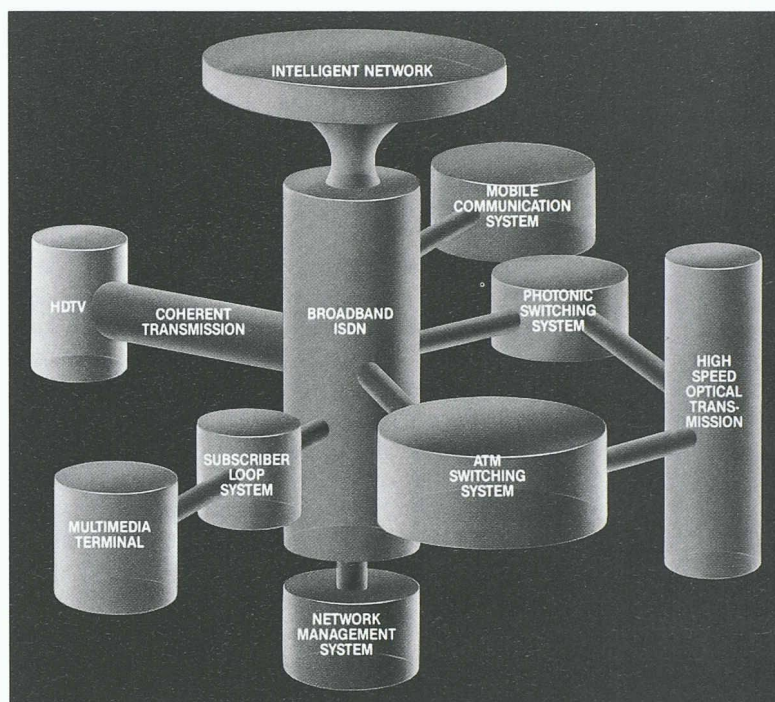 INTELLIGENT NETWORK
MOBILE
COMMUNICATION
SYSTEM
HDTV
COHERENT
TRANSMISSION
BROADBAND
ISDN
PHOTONIC
SWITCHING
SYSTEM
HIGH
SPEED
OPTICAL
TRANS-
MISSION
SUBSCRIBER
LOOP
SYSTEM
ATM
SWITCHING
SYSTEM
MULTIMEDIA
TERMINAL
NETWORK
MANAGEMENT
SYSTEM